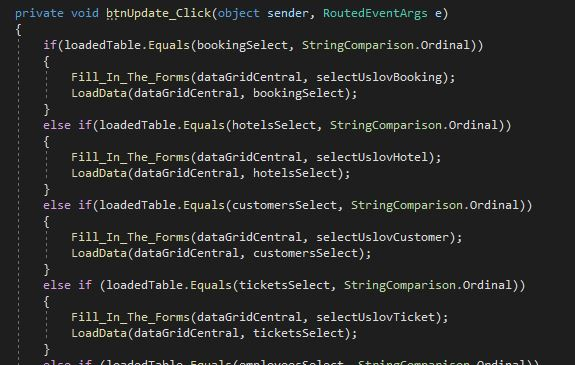 private void btnUpdate_Click(object sender, RoutedEventArgs e)
{
if(loadedTable.Equals(bookingSelect, StringComparison.Ordinal))
{
Fill_In_The_Forms(dataGridCentral, selectUslovBooking);
LoadData(dataGridCentral, bookingSelect);
}
else if(loadedTable.Equals(hotelsSelect, StringComparison.Ordinal))
{
Fill_In_The_Forms(dataGridCentral, selectUslovHotel);
LoadData(dataGridCentral, hotelsSelect);
}
else if(loadedTable.Equals(customersSelect, StringComparison.Ordinal))
{
Fill_In_The_Forms(dataGridCentral, selectUslovCustomer);
LoadData(dataGridCentral, customersSelect);
}
else if (loadedTable.Equals(ticketsSelect, StringComparison.Ordinal))
{
Fill_In_The_Forms(dataGridCentral, selectUslovTicket);
LoadData(dataGridCentral, ticketsSelect);
}
else if (loadedTable.Equals(employeesSelect, StringComparison.Ordinal))